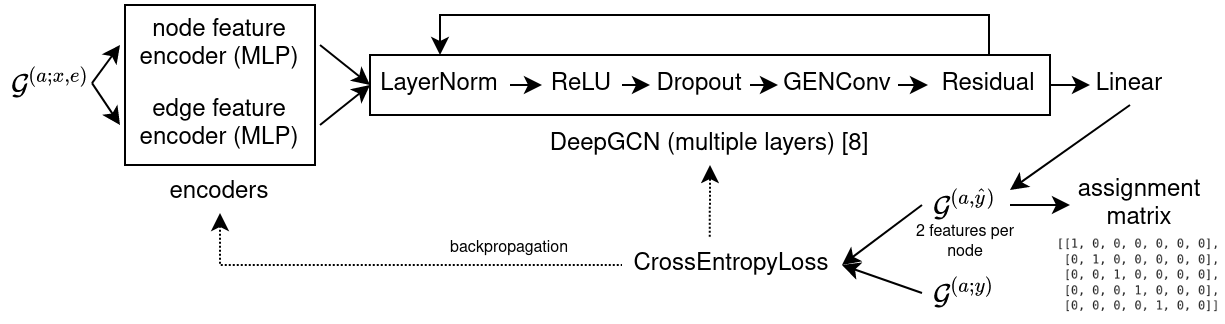 node feature
encoder (MLP)
𝓖^(a;x,e)
edge feature
encoder (MLP)
encoders
LayerNorm
ReLU
Dropout
GENConv
Residual
Linear
DeepGCN (multiple layers) [8]
𝓖^(a,ŷ)
2 features per
node
assignment
matrix
[[1, 0, 0, 0, 0, 0, 0],
[0, 1, 0, 0, 0, 0, 0],
[0, 0, 1, 0, 0, 0, 0],
[0, 0, 0, 1, 0, 0, 0],
[0, 0, 0, 0, 1, 0, 0]]
backpropagation
CrossEntropyLoss
𝓖^(a;y)